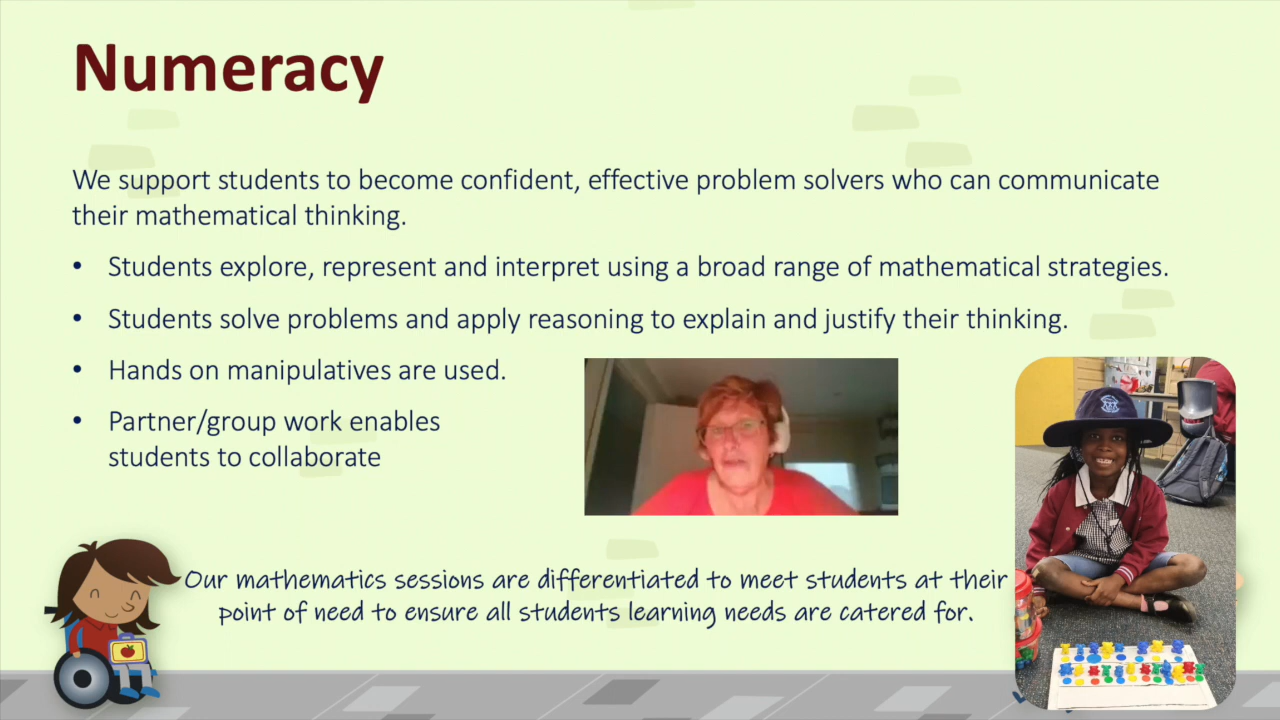 Numeracy
We support students to become confident, effective problem solvers who can communicate
their mathematical thinking.
• Students explore, represent and interpret using a broad range of mathematical strategies.
• Students solve problems and apply reasoning to explain and justify their thinking.
• Hands on manipulatives are used.
• Partner/group work enables
students to collaborate
Our mathematics sessions are differentiated to meet students at their
point of need to ensure all students learning needs are catered for.